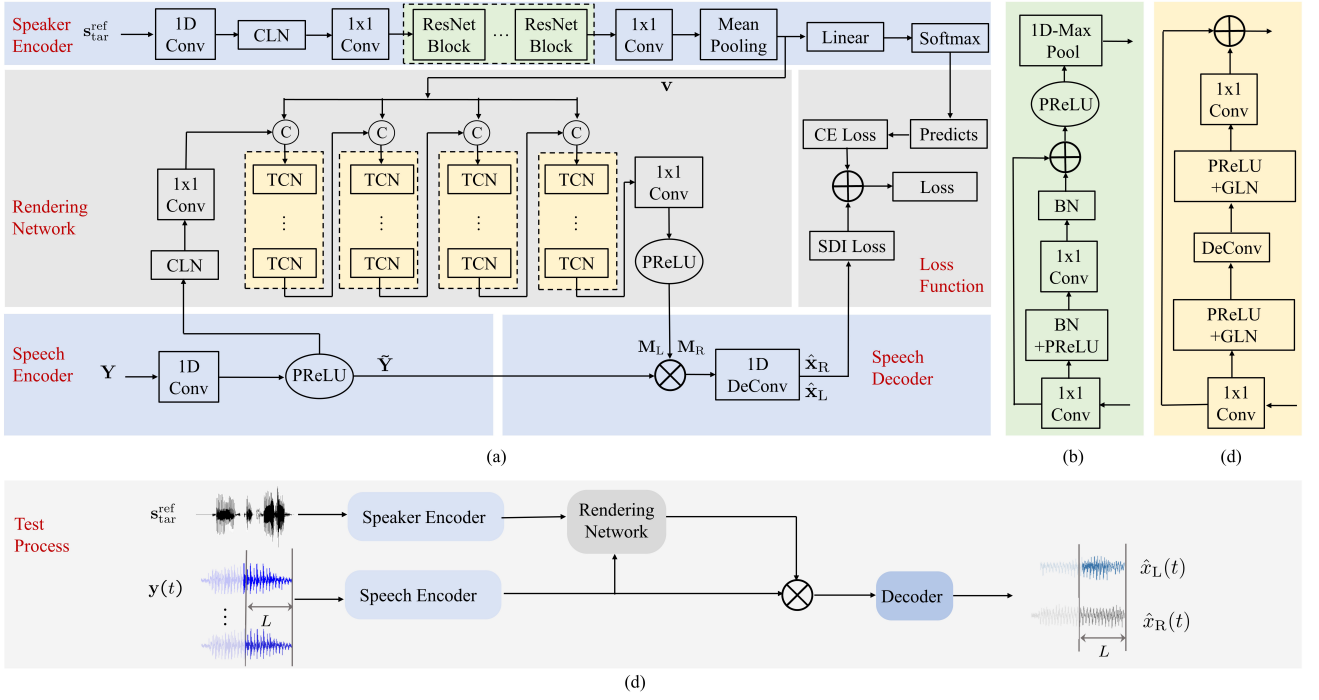 Speaker
Encoder
s_tar^ref
1D
Conv
CLN
1x1
Conv
ResNet
Block
...
ResNet
Block
1x1
Conv
Mean
Pooling
Linear
Softmax
v
C
C
C
C
TCN
TCN
TCN
TCN
⋮
⋮
⋮
⋮
TCN
TCN
TCN
TCN
1x1
Conv
CLN
Rendering
Network
1x1
Conv
PReLU
CE Loss
Predicts
Loss
SDI Loss
Loss
Function
Speech
Encoder
Y
1D
Conv
PReLU
Ỹ
M_L M_R
1D
DeConv
x̂_R
x̂_L
Speech
Decoder
(a)
1D-Max
Pool
PReLU
BN
1x1
Conv
BN
+PReLU
1x1
Conv
(b)
1x1
Conv
PReLU
+GLN
DeConv
PReLU
+GLN
1x1
Conv
(d)
Test
Process
s_tar^ref
Speaker Encoder
Rendering
Network
y(t)
⋮
L
Speech Encoder
Decoder
x̂_L(t)
x̂_R(t)
L
(d)